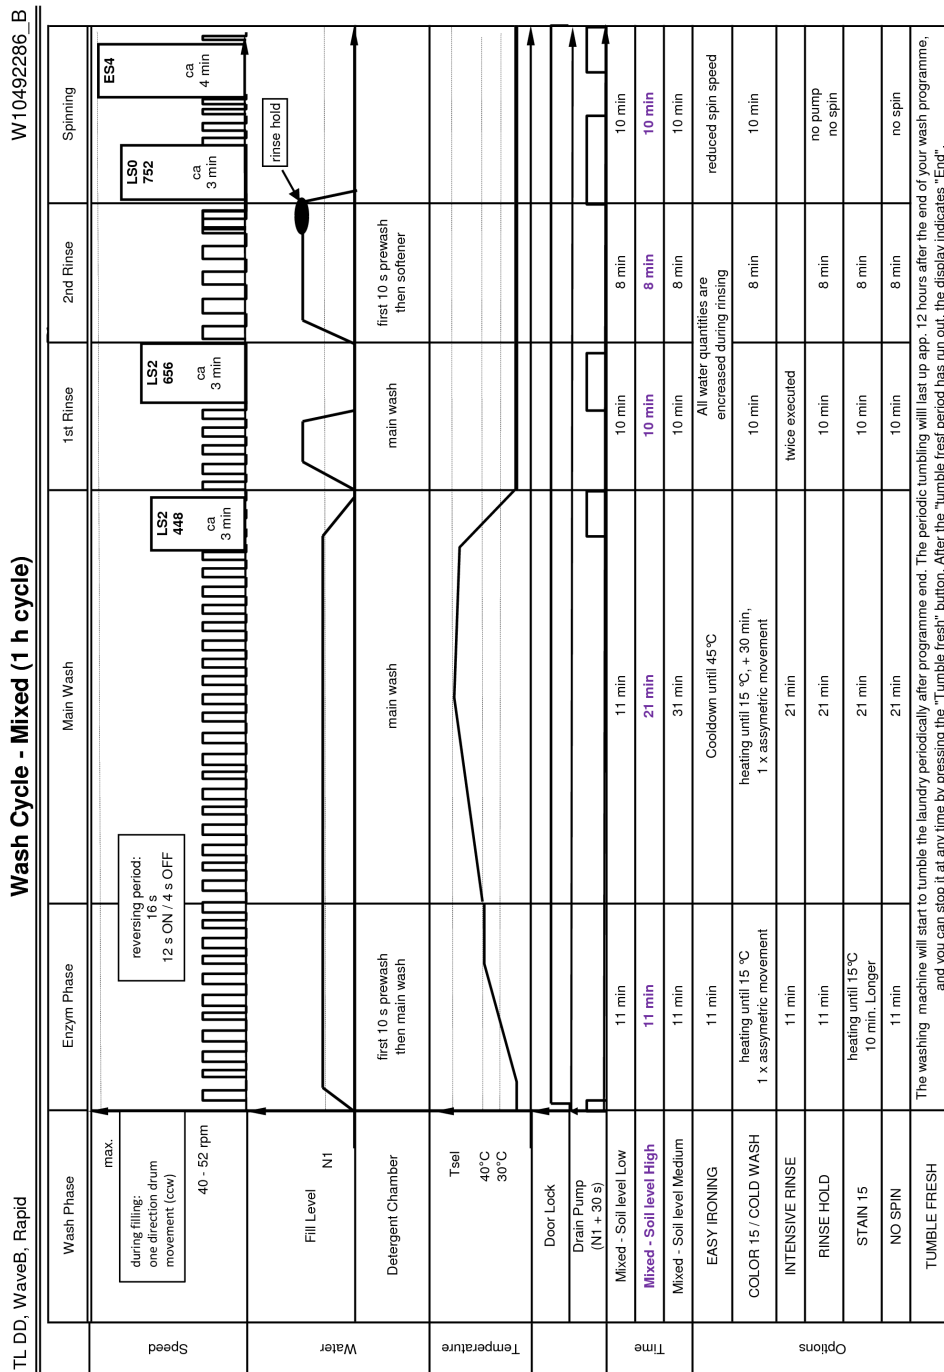 TL DD, WaveB, Rapid
Wash Cycle - Mixed (1 h cycle)
W10492286_B
Wash Phase
Enzym Phase
Main Wash
1st Rinse
2nd Rinse
Spinning
Speed
max.
during filling:
one direction drum
movement (ccw)
40 - 52 rpm
reversing period:
16 s
12 s ON / 4 s OFF
LS2
448
ca
3 min
LS2
656
ca
3 min
LS0
752
ca
3 min
ES4
ca
4 min
Water
Fill Level
N1
rinse hold
Detergent Chamber
first 10 s prewash
then main wash
main wash
main wash
first 10 s prewash
then softener
Temperature
Tsel
40°C
30°C
Door Lock
Drain Pump
(N1 + 30 s)
Time
Mixed - Soil level Low
11 min
11 min
10 min
8 min
10 min
Mixed - Soil level High
11 min
21 min
10 min
8 min
10 min
Mixed - Soil level Medium
11 min
31 min
10 min
8 min
10 min
Options
EASY IRONING
11 min
Cooldown until 45°C
All water quantities are
encreased during rinsing
reduced spin speed
COLOR 15 / COLD WASH
heating until 15 °C
1 x assymetric movement
heating until 15 °C, + 30 min,
1 x assymetric movement
10 min
8 min
10 min
INTENSIVE RINSE
11 min
21 min
twice executed
RINSE HOLD
11 min
21 min
10 min
8 min
no pump
no spin
STAIN 15
heating until 15°C
10 min. Longer
21 min
10 min
8 min
NO SPIN
11 min
21 min
10 min
8 min
no spin
TUMBLE FRESH
The washing machine will start to tumble the laundry periodically after programme end. The periodic tumbling willl last up app. 12 hours after the end of your wash programme,
and you can stop it at any time by pressing the "Tumble fresh" button. After the "tumble fresf period has run out, the display indicates "End".